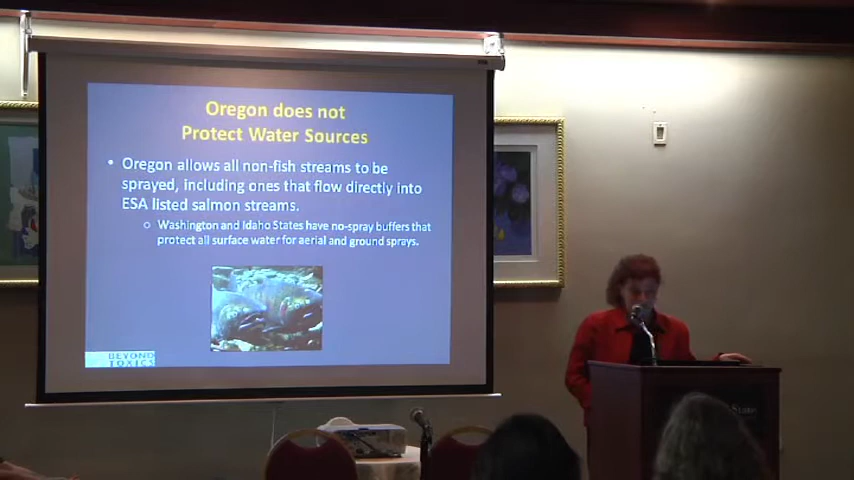 Oregon does not
Protect Water Sources
• Oregon allows all non-fish streams to be
sprayed, including ones that flow directly into
ESA listed salmon streams.
○ Washington and Idaho States have no-spray buffers that
protect all surface water for aerial and ground sprays.
BEYOND
TOXICS
State